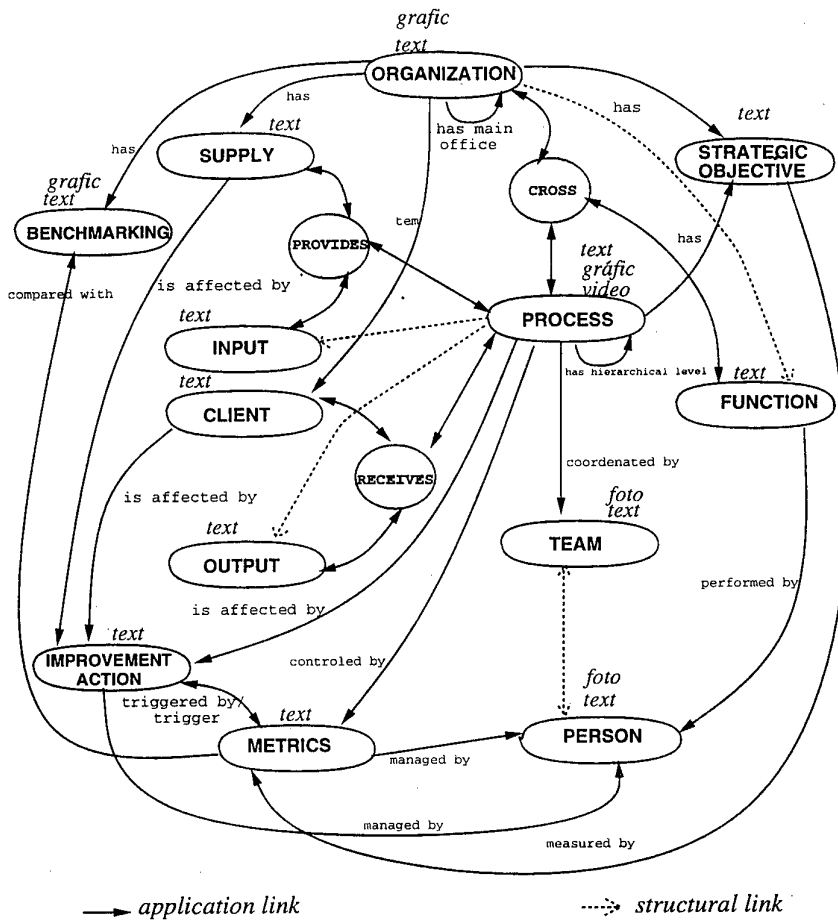 grafic
text
ORGANIZATION
has
has main
office
has
text
STRATEGIC
OBJECTIVE
text
SUPPLY
has
grafic
text
BENCHMARKING
CROSS
tem
PROVIDES
has
text
gráfic
video
PROCESS
compared with
is affected by
text
INPUT
has hierarchical level
text
CLIENT
text
FUNCTION
RECEIVES
coordenated by
is affected by
foto
text
TEAM
text
OUTPUT
performed by
is affected by
text
IMPROVEMENT
ACTION
controled by
foto
text
PERSON
triggered by/
trigger
text
METRICS
managed by
managed by
measured by
application link
structural link